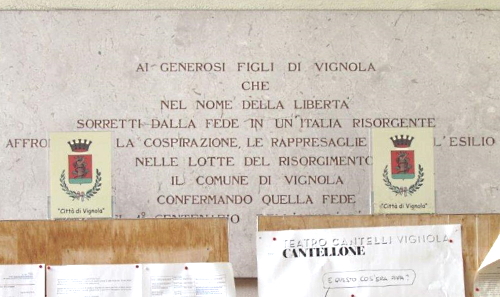 AI GENEROSI FIGLI DI VIGNOLA
CHE
NEL NOME DELLA LIBERTA'
SORRETTI DALLA FEDE IN UN'ITALIA RISORGENTE
LA COSPIRAZIONE, LE RAPPRESAGLIE L'ESILIO
NELLE LOTTE DEL RISORGIMENTO
IL COMUNE DI VIGNOLA
CONFERMANDO QUELLA FEDE
4° CENTENARIO
"Città di Vignola"
"Città di Vignola"
TEATRO CANTELLI VIGNOLA
CANTELLONE